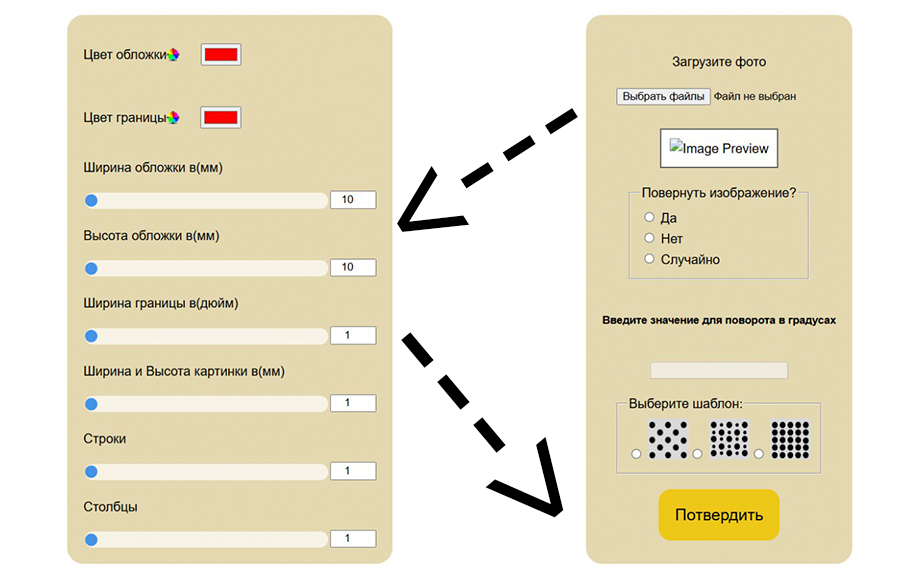 Цвет обложки
Цвет границы
Ширина обложки в(мм)
10
Высота обложки в(мм)
10
Ширина границы в(дюйм)
1
Ширина и Высота картинки в(мм)
1
Строки
1
Столбцы
1
Загрузите фото
Выбрать файлы Файл не выбран
Image Preview
Повернуть изображение?
Да
Нет
Случайно
Введите значение для поворота в градусах
Выберите шаблон:
Потвердить